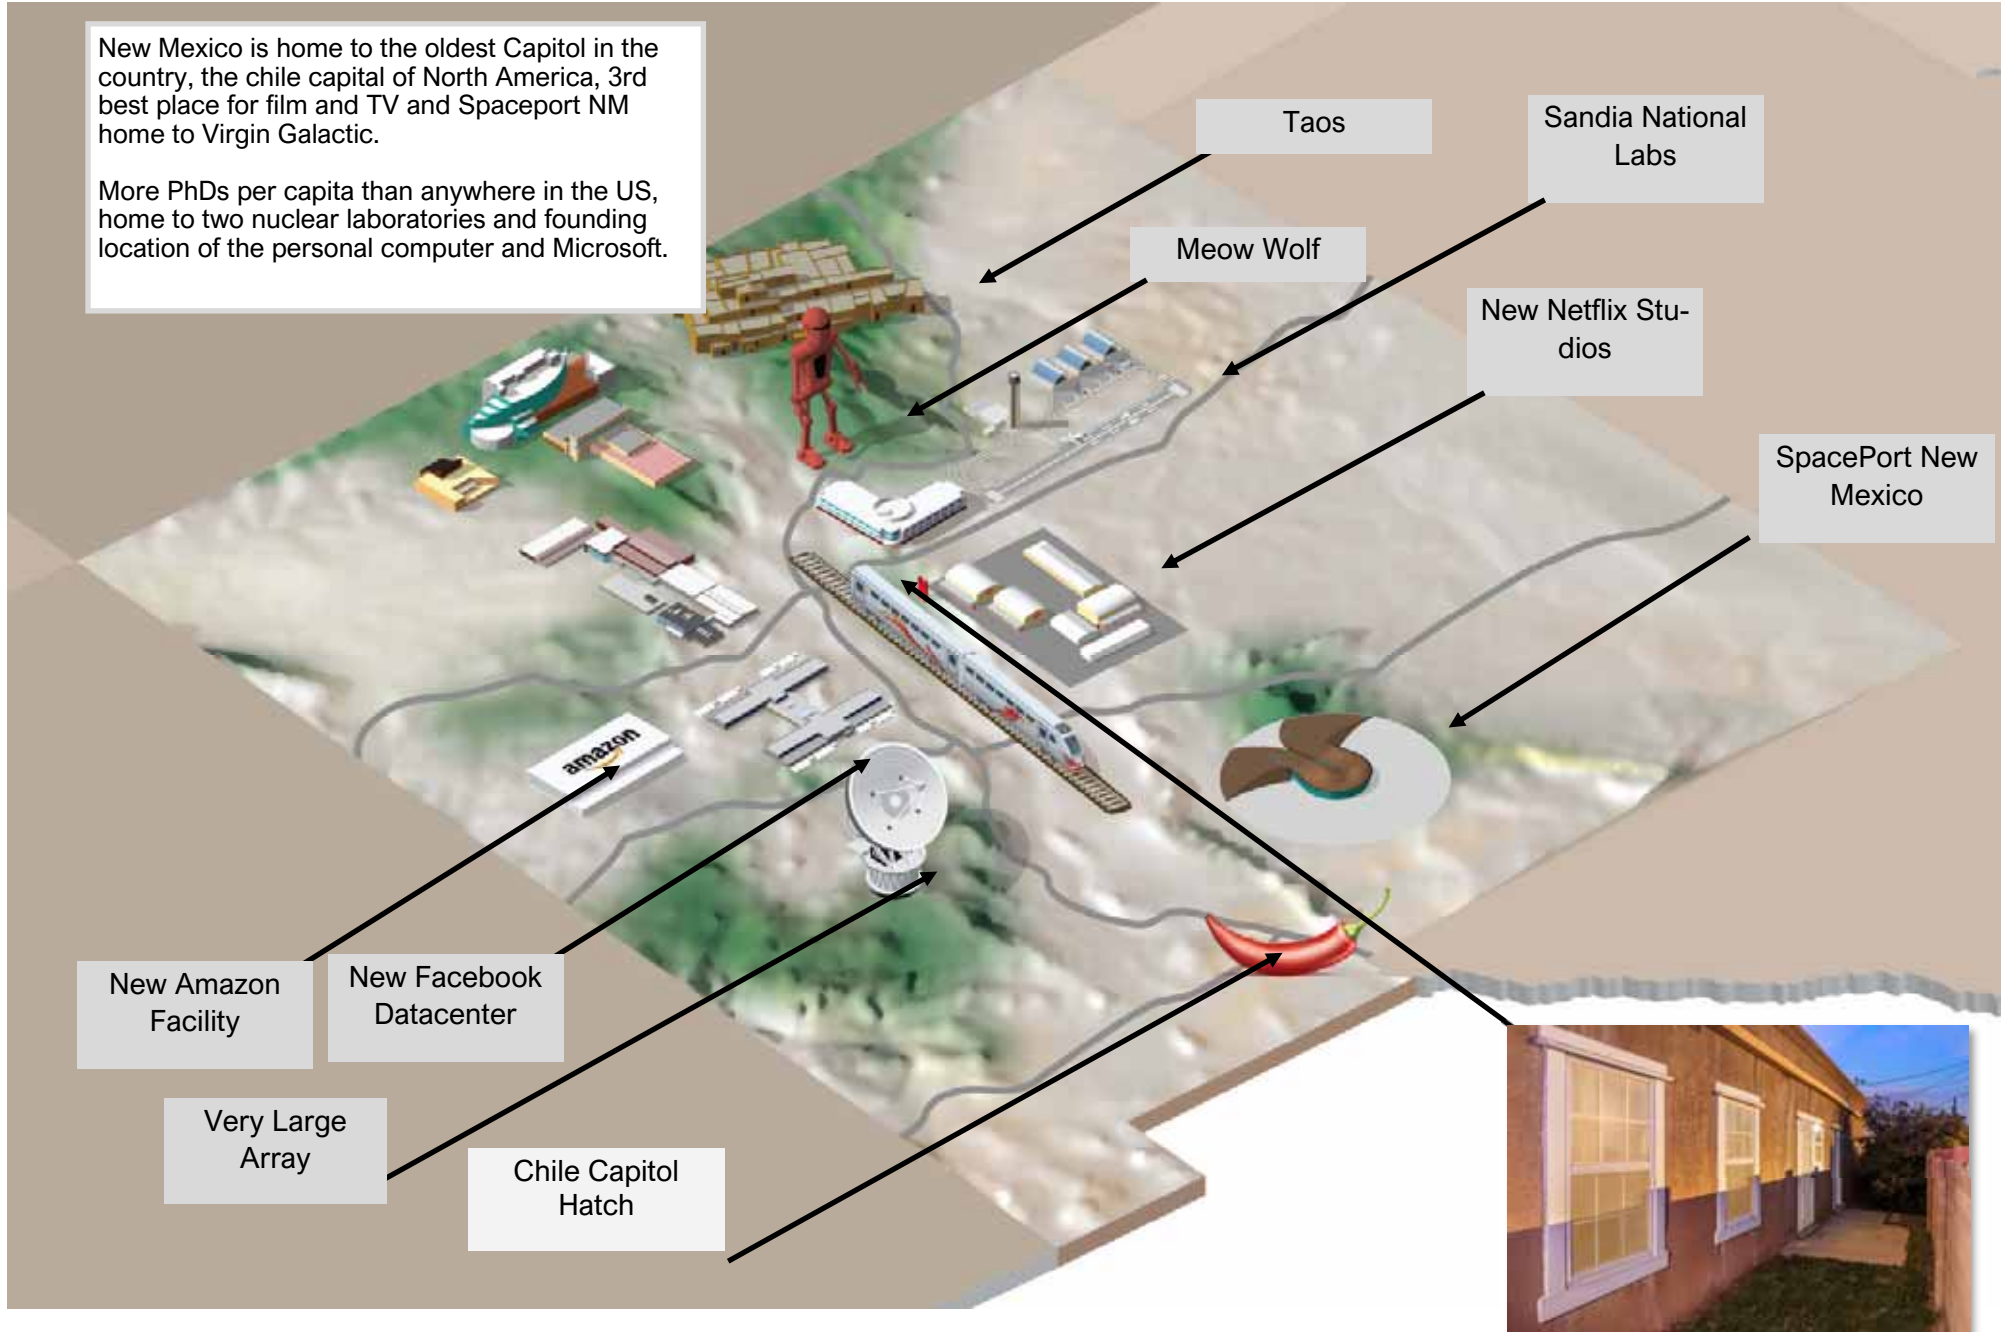 New Mexico is home to the oldest Capitol in the
country, the chile capital of North America, 3rd
best place for film and TV and Spaceport NM
home to Virgin Galactic.
More PhDs per capita than anywhere in the US,
home to two nuclear laboratories and founding
location of the personal computer and Microsoft.
Taos
Sandia National
Labs
Meow Wolf
New Netflix Stu-
dios
SpacePort New
Mexico
amazon
New Amazon
Facility
New Facebook
Datacenter
Very Large
Array
Chile Capitol
Hatch